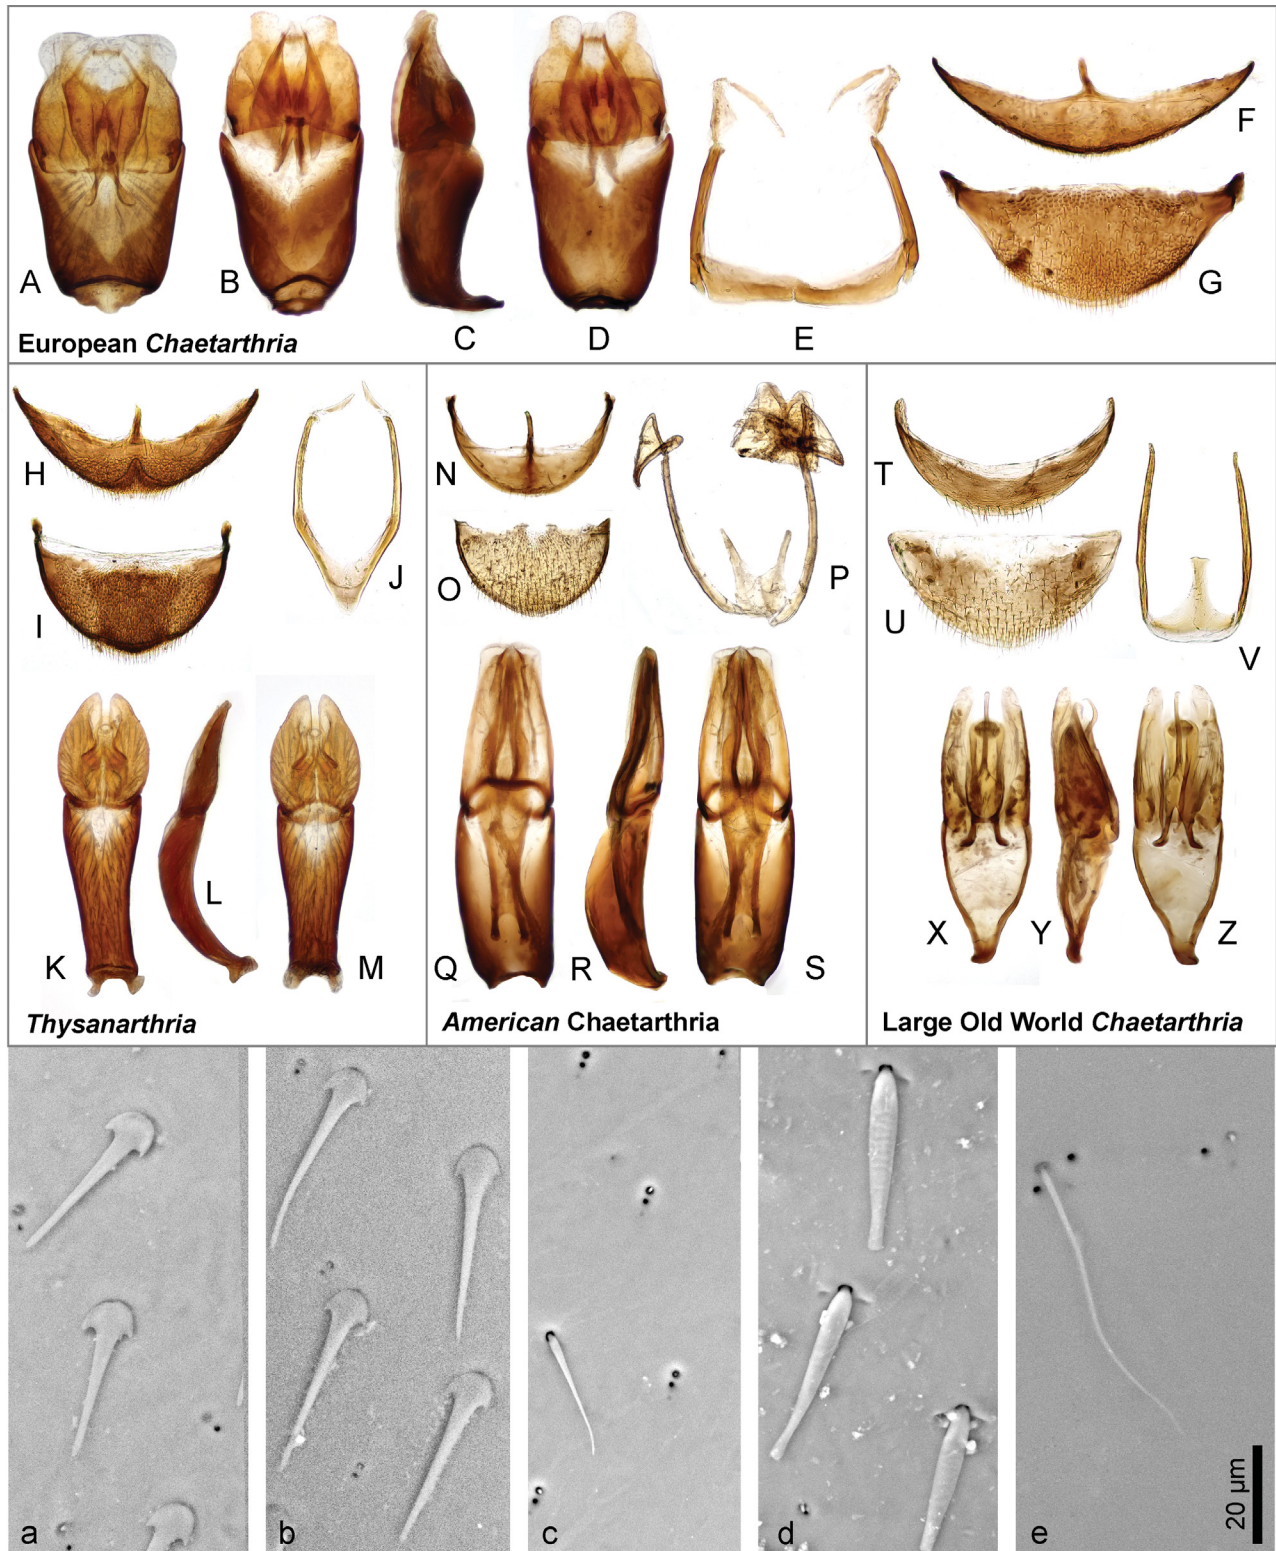 A
B
C
D
E
F
G
European Chaetarthria
H
I
J
K
L
M
Thysanarthria
N
O
P
Q
R
S
American Chaetarthria
T
U
V
X
Y
Z
Large Old World Chaetarthria
a
b
c
d
e
20 µm